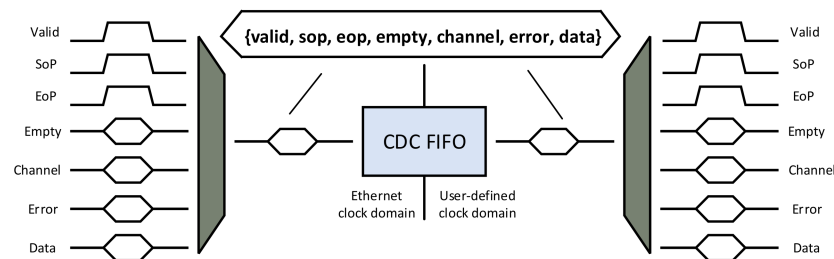 {valid, sop, eop, empty, channel, error, data}
Valid
SoP
EoP
Empty
Channel
Error
Data
CDC FIFO
Ethernet
clock domain
User-defined
clock domain
Valid
SoP
EoP
Empty
Channel
Error
Data